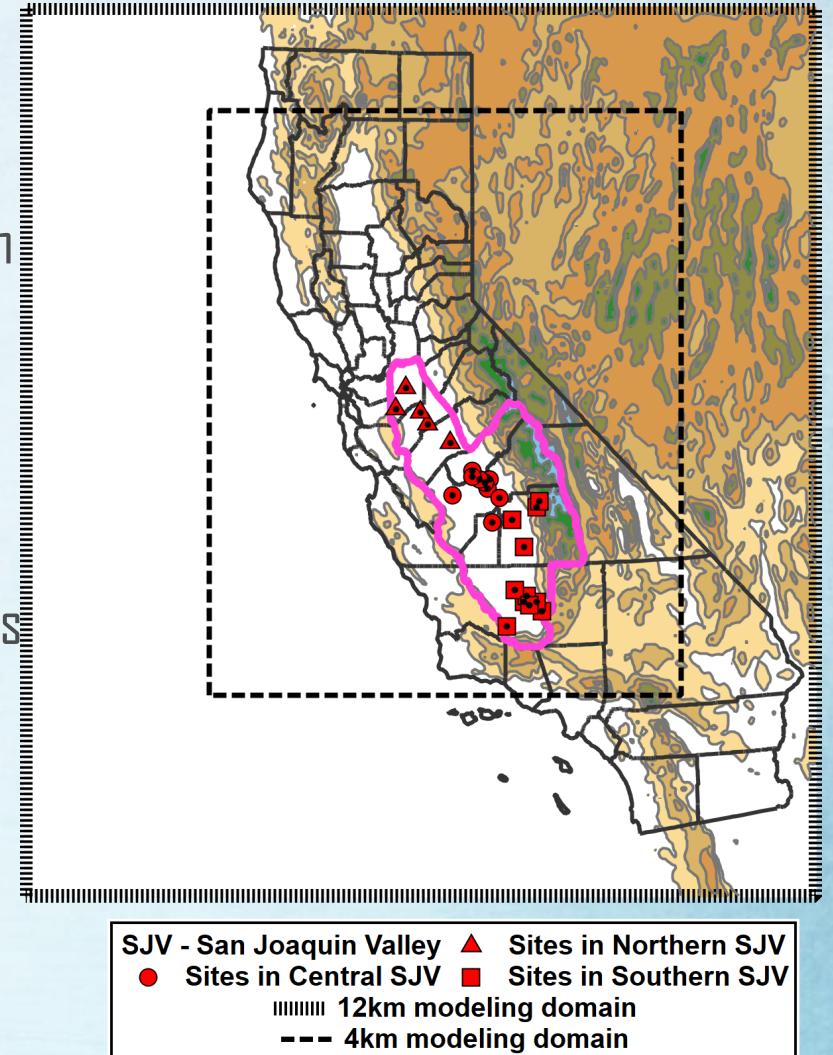 n
s
SJV - San Joaquin Valley Sites in Northern SJV
Sites in Central SJV Sites in Southern SJV
12km modeling domain
4km modeling domain